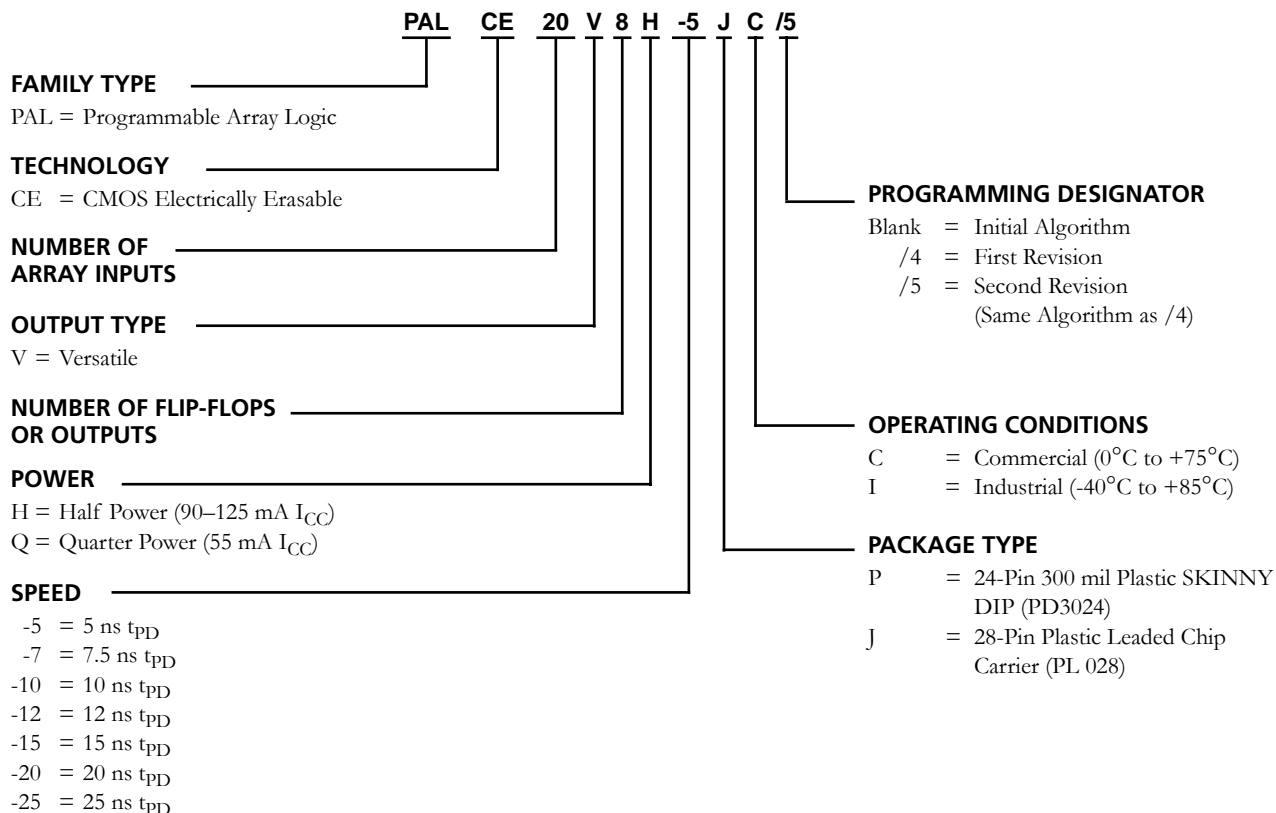 PAL CE 20 V 8 H -5 J C /5
FAMILY TYPE
PAL = Programmable Array Logic
TECHNOLOGY
CE = CMOS Electrically Erasable
NUMBER OF
ARRAY INPUTS
OUTPUT TYPE
V = Versatile
NUMBER OF FLIP-FLOPS
OR OUTPUTS
POWER
H = Half Power (90–125 mA ICC)
Q = Quarter Power (55 mA ICC)
SPEED
-5 = 5 ns tPD
-7 = 7.5 ns tPD
-10 = 10 ns tPD
-12 = 12 ns tPD
-15 = 15 ns tPD
-20 = 20 ns tPD
-25 = 25 ns tPD
PROGRAMMING DESIGNATOR
Blank = Initial Algorithm
/4 = First Revision
/5 = Second Revision
(Same Algorithm as /4)
OPERATING CONDITIONS
C = Commercial (0°C to +75°C)
I = Industrial (-40°C to +85°C)
PACKAGE TYPE
P = 24-Pin 300 mil Plastic SKINNY
DIP (PD3024)
J = 28-Pin Plastic Leaded Chip
Carrier (PL 028)